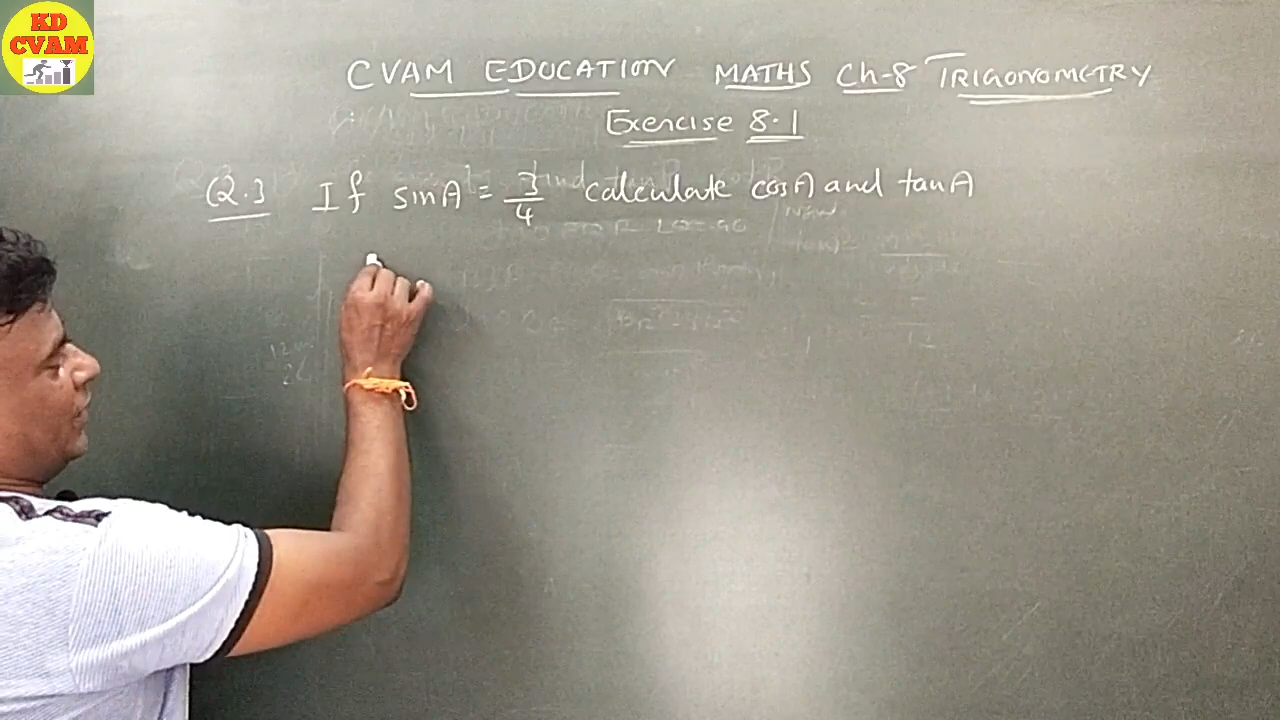 KD
CVAM
CVAM EDUCATION MATHS Ch-8 TRIGONOMETRY
Exercise 8.1
Q.3 If sinA = 3/4 calculate cosA and tanA